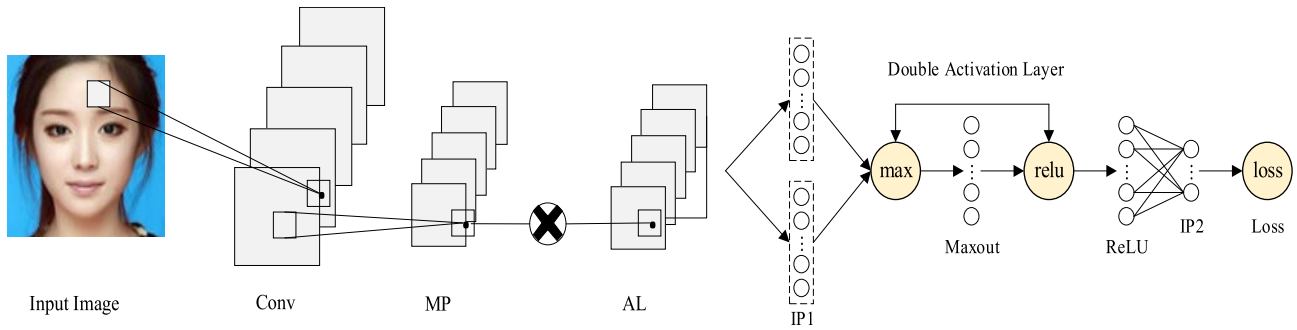 Double Activation Layer
max
relu
loss
Maxout
ReLU
IP2
Loss
Input Image
Conv
MP
AL
IP1